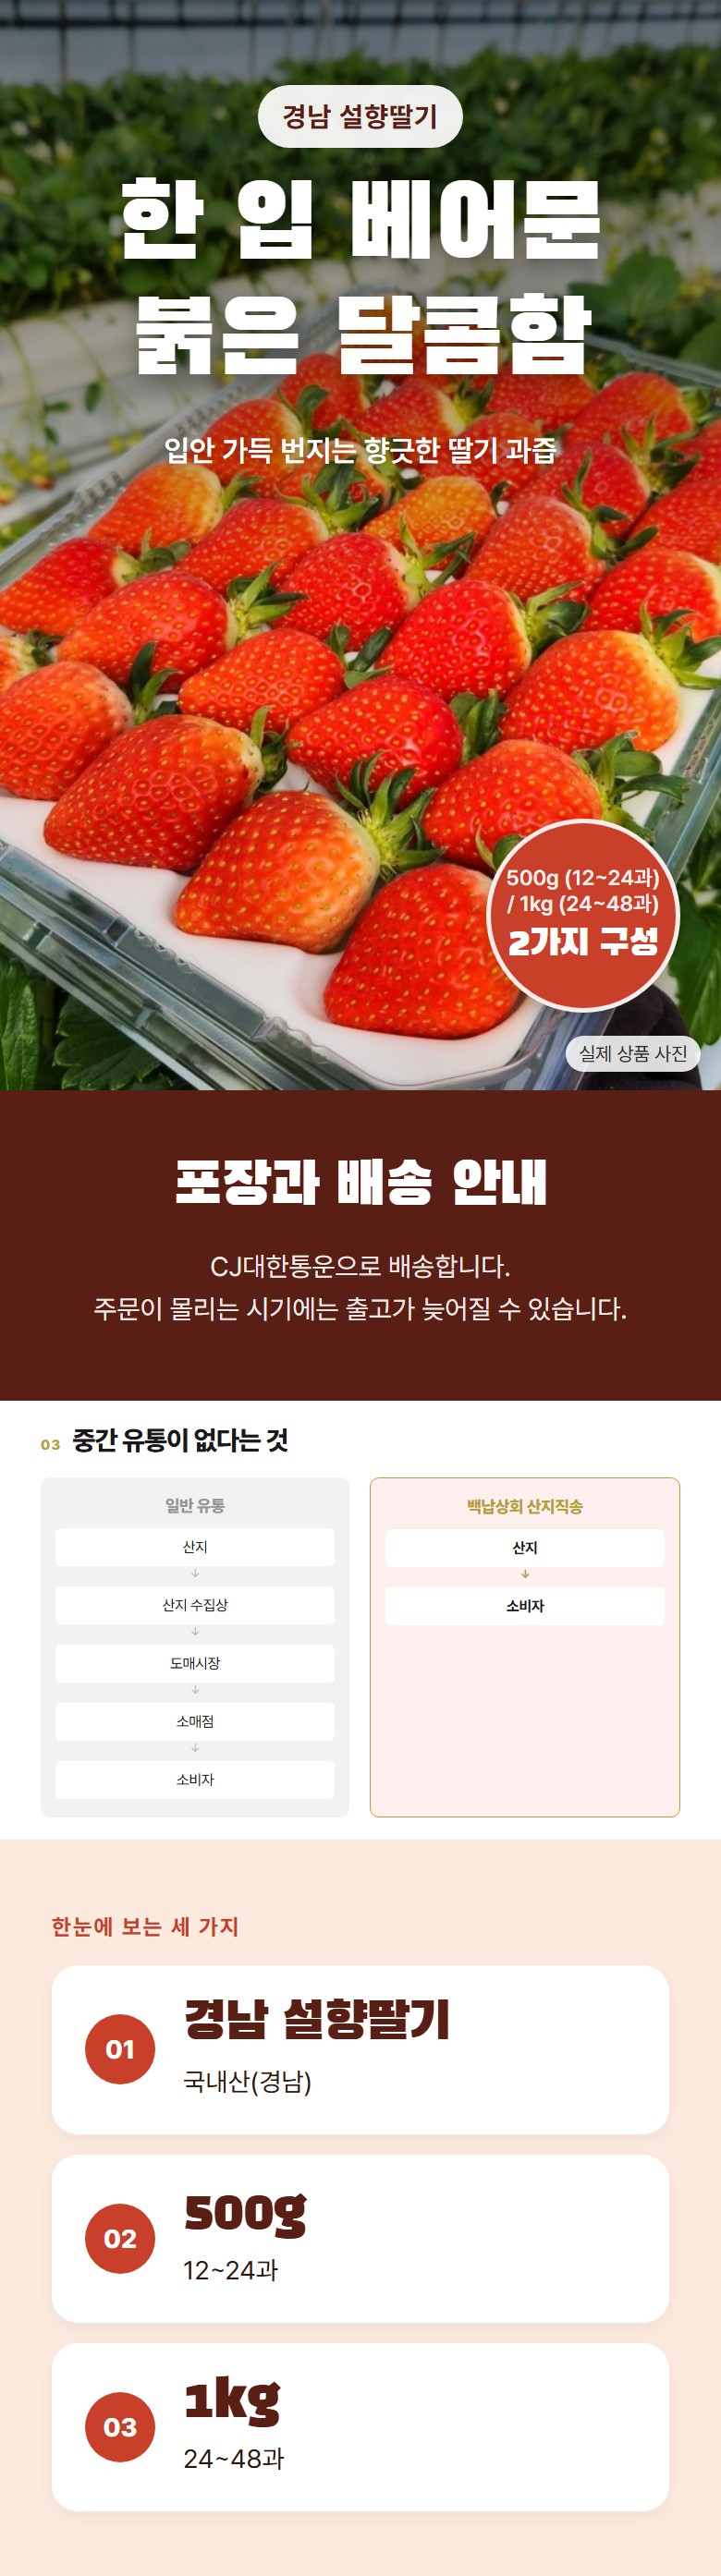 경남 설향딸기
한 입 베어문
붉은 달콤함
입안 가득 번지는 향긋한 딸기 과즙
500g (12~24과)
/ 1kg (24~48과)
2가지 구성
실제 상품 사진
포장과 배송 안내
CJ대한통운으로 배송합니다.
주문이 몰리는 시기에는 출고가 늦어질 수 있습니다.
03 중간 유통이 없다는 것
일반 유통
산지
↓
산지 수집상
↓
도매시장
↓
소매점
↓
소비자
백납상회 산지직송
산지
↓
소비자
한눈에 보는 세 가지
01
경남 설향딸기
국내산(경남)
02
500g
12~24과
03
1kg
24~48과